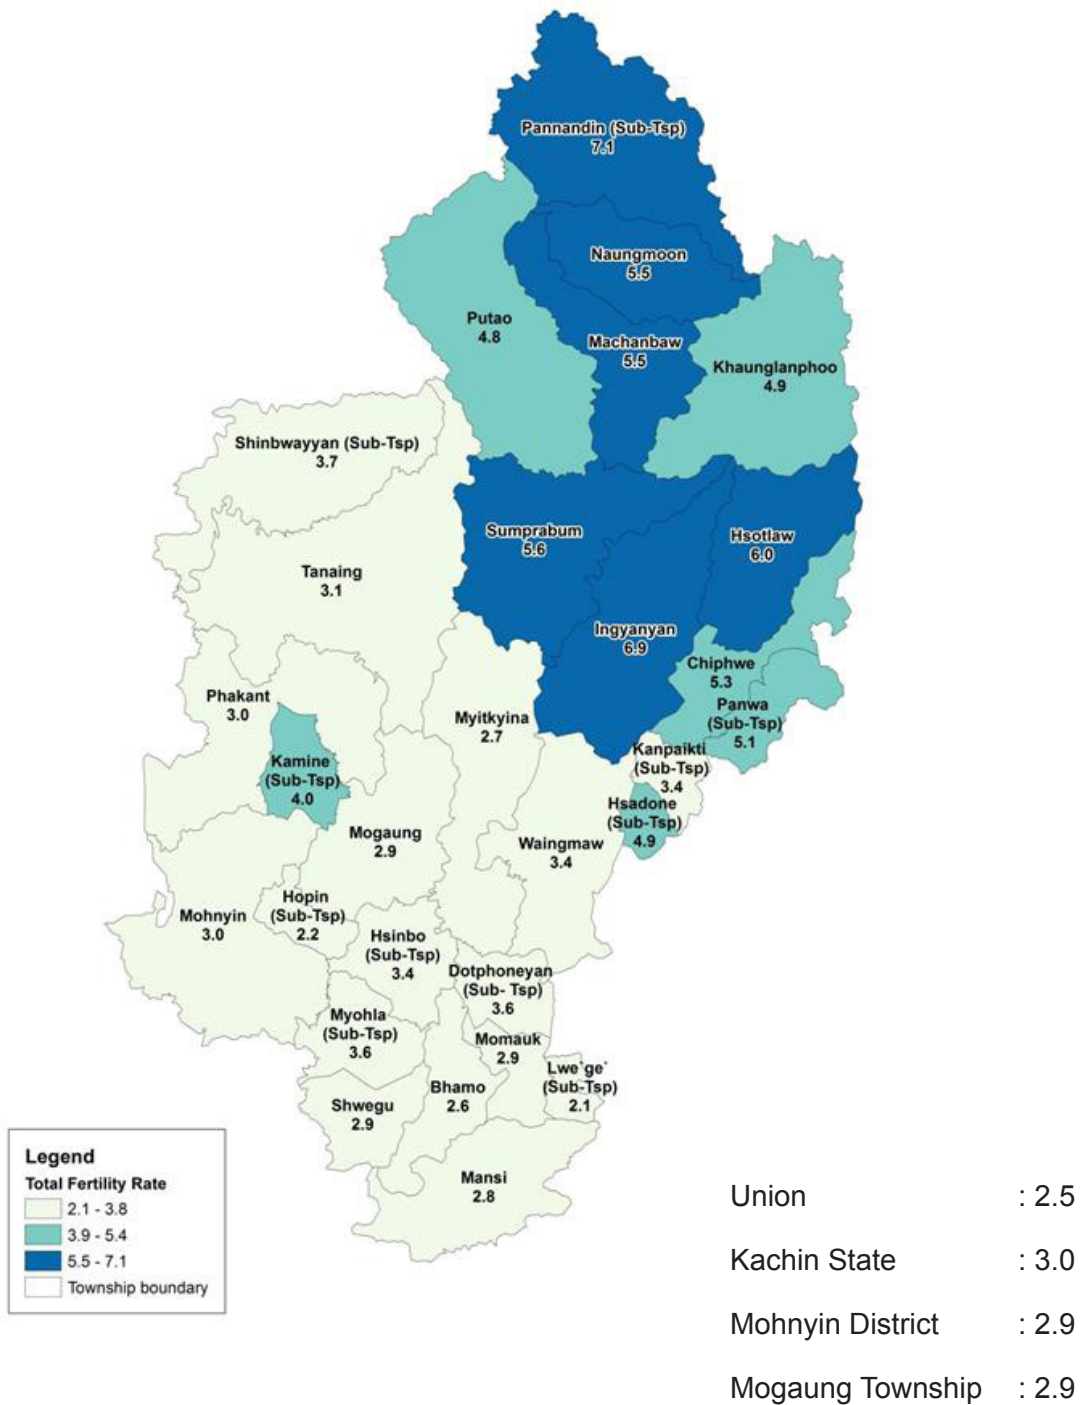 Pannandin (Sub-Tsp)
7.1
Naungmoon
5.5
Putao
4.8
Machanbaw
5.5
Khaunglanphoo
4.9
Shinbwayyan (Sub-Tsp)
3.7
Sumprabum
5.6
Hsotlaw
6.0
Tanaing
3.1
Ingyanyan
6.9
Chiphwe
5.3
Phakant
3.0
Panwa
(Sub-Tsp)
5.1
Myitkyina
2.7
Kanpaikti
(Sub-Tsp)
3.4
Kamine
(Sub-Tsp)
4.0
Hsadone
(Sub-Tsp)
4.9
Mogaung
2.9
Waingmaw
3.4
Hopin
(Sub-Tsp)
2.2
Mohnyin
3.0
Hsinbo
(Sub-Tsp)
3.4
Dotphoneyan
(Sub- Tsp)
3.6
Myohla
(Sub-Tsp)
3.6
Momauk
2.9
Lwe`ge`
(Sub-Tsp)
2.1
Bhamo
2.6
Shwegu
2.9
Mansi
2.8
Legend
Total Fertility Rate
2.1 - 3.8
3.9 - 5.4
5.5 - 7.1
Township boundary
Union : 2.5
Kachin State : 3.0
Mohnyin District : 2.9
Mogaung Township : 2.9